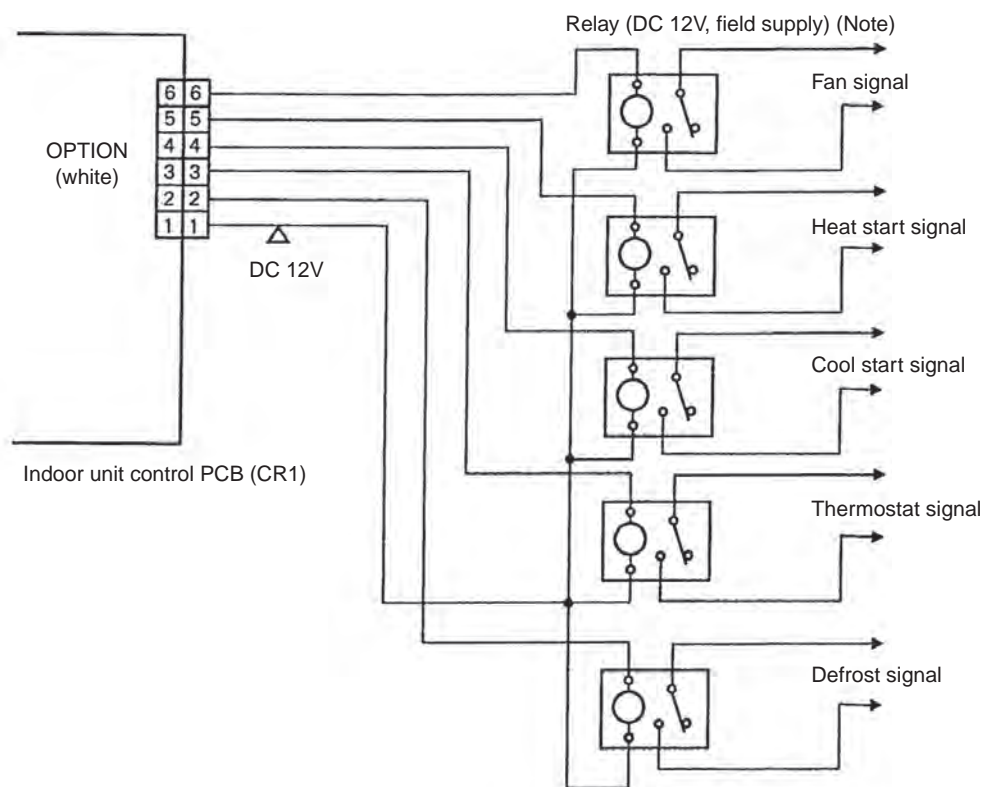 Relay (DC 12V, field supply) (Note)
Fan signal
6 6
5 5
4 4
3 3
2 2
1 1
OPTION
(white)
DC 12V
Heat start signal
Cool start signal
Indoor unit control PCB (CR1)
Thermostat signal
Defrost signal